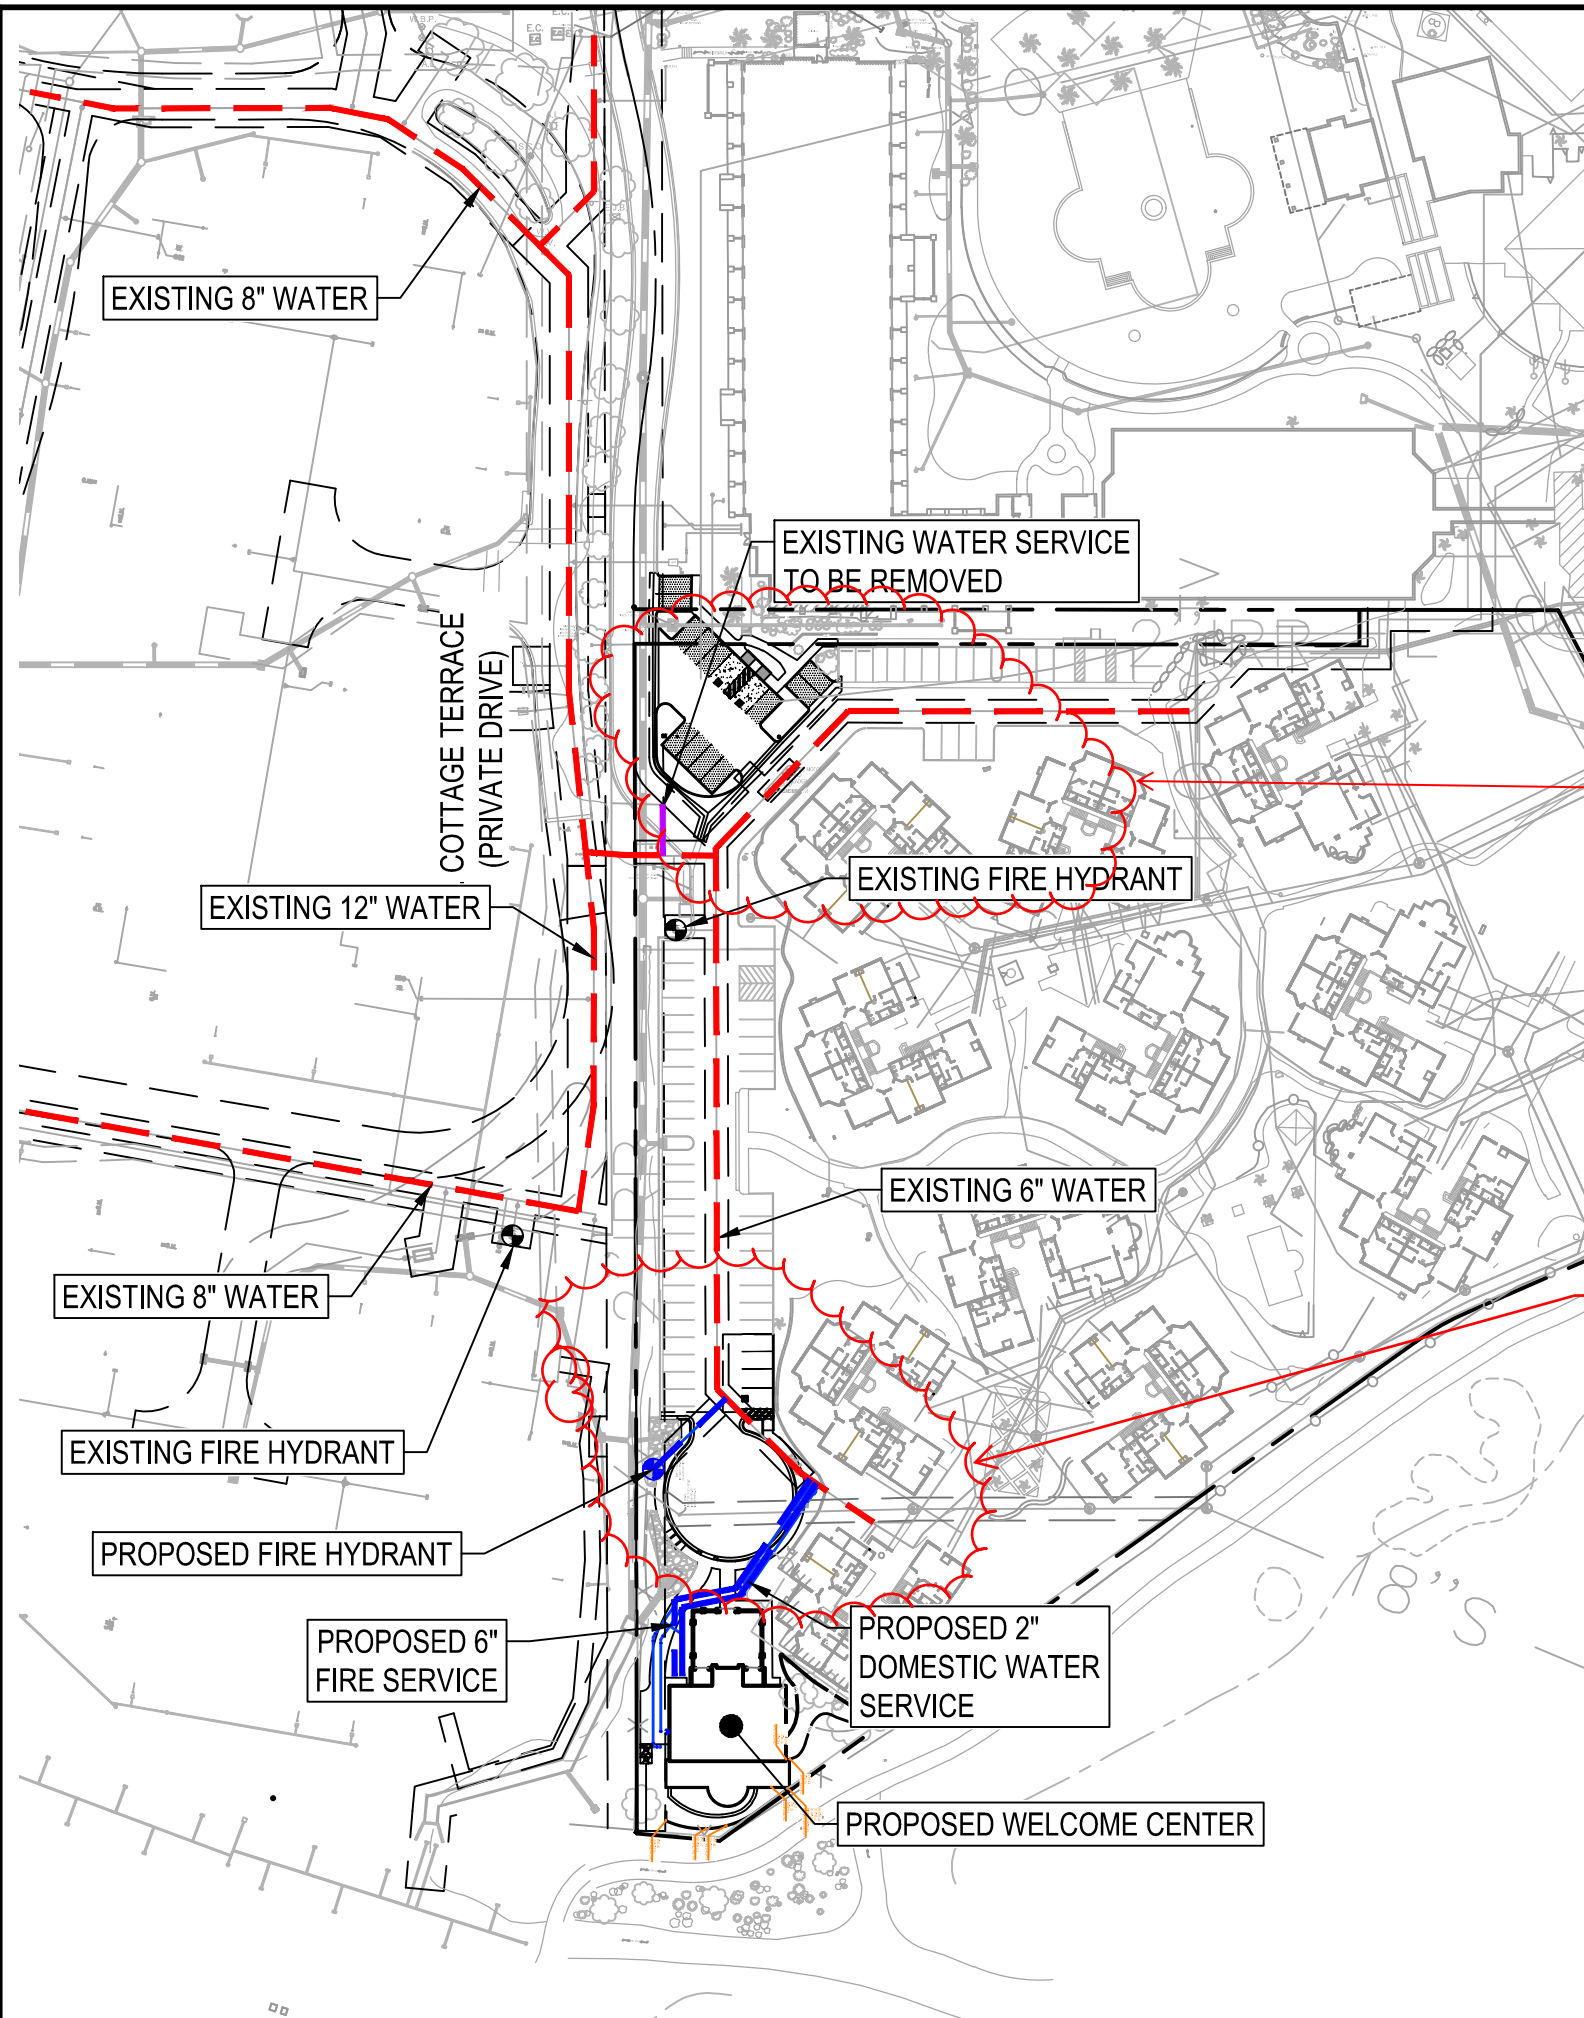 W.B.P.
E.C.
E.C.
EXISTING 8" WATER
EXISTING WATER SERVICE
TO BE REMOVED
COTTAGE TERRACE
(PRIVATE DRIVE)
EXISTING FIRE HYDRANT
EXISTING 12" WATER
EXISTING 6" WATER
EXISTING 8" WATER
EXISTING FIRE HYDRANT
PROPOSED FIRE HYDRANT
8"S
PROPOSED 6"
FIRE SERVICE
PROPOSED 2"
DOMESTIC WATER
SERVICE
PROPOSED WELCOME CENTER